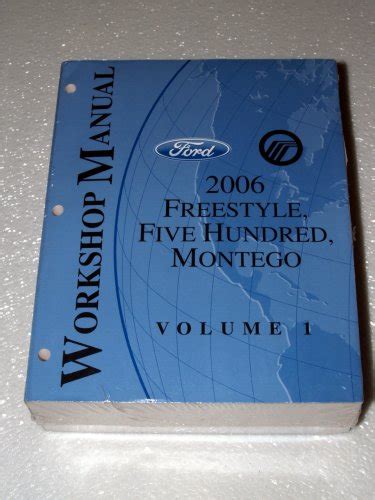 WORKSHOP MANUAL
Ford
2006
FREESTYLE,
FIVE HUNDRED,
MONTEGO
VOLUME 1